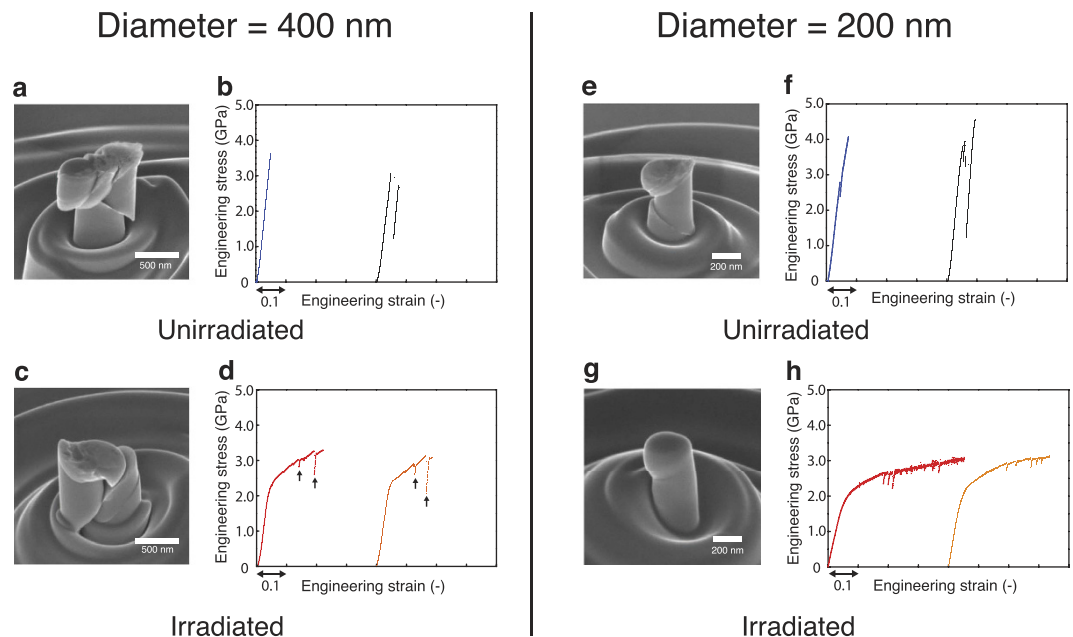 Diameter = 400 nm
Diameter = 200 nm
a
500 nm
b
Engineering stress (GPa)
5.0
4.0
3.0
2.0
1.0
0
0.1
Engineering strain (-)
Unirradiated
e
200 nm
f
Engineering stress (GPa)
5.0
4.0
3.0
2.0
1.0
0
0.1
Engineering strain (-)
Unirradiated
c
500 nm
d
Engineering stress (GPa)
5.0
4.0
3.0
2.0
1.0
0
0.1
Engineering strain (-)
Irradiated
g
200 nm
h
Engineering stress (GPa)
5.0
4.0
3.0
2.0
1.0
0
0.1
Engineering strain (-)
Irradiated